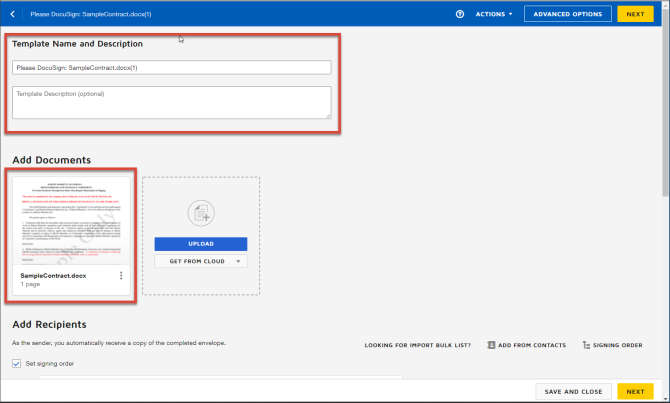 Please DocuSign: SampleContract.docx(1)
ACTIONS
ADVANCED OPTIONS
NEXT
Template Name and Description
Please DocuSign: SampleContract.docx(1)
Template Description (optional)
Add Documents
SampleContract.docx
1 page
UPLOAD
GET FROM CLOUD
Add Recipients
As the sender, you automatically receive a copy of the completed envelope.
LOOKING FOR IMPORT BULK LIST?
ADD FROM CONTACTS
SIGNING ORDER
Set signing order
SAVE AND CLOSE
NEXT